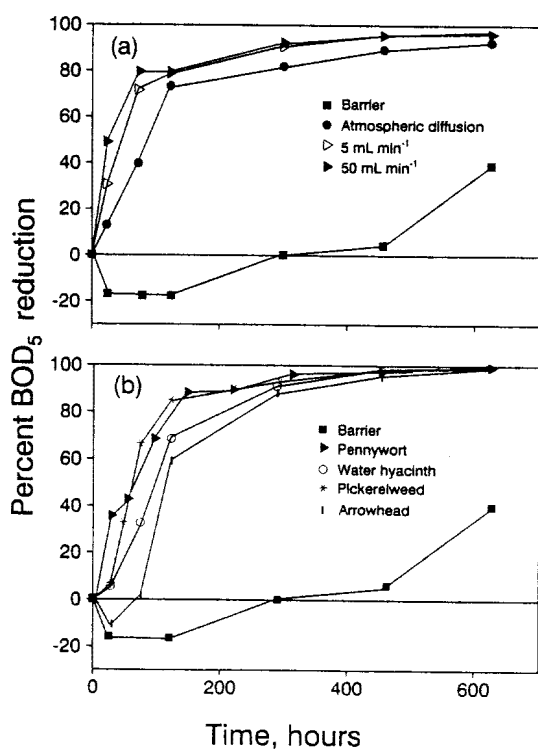 (a)
100
80
60
40
20
0
-20
Barrier
Atmospheric diffusion
5 mL min⁻¹
50 mL min⁻¹
Percent BOD₅ reduction
(b)
100
80
60
40
20
0
-20
Barrier
Pennywort
Water hyacinth
Pickerelweed
Arrowhead
0 200 400 600
Time, hours